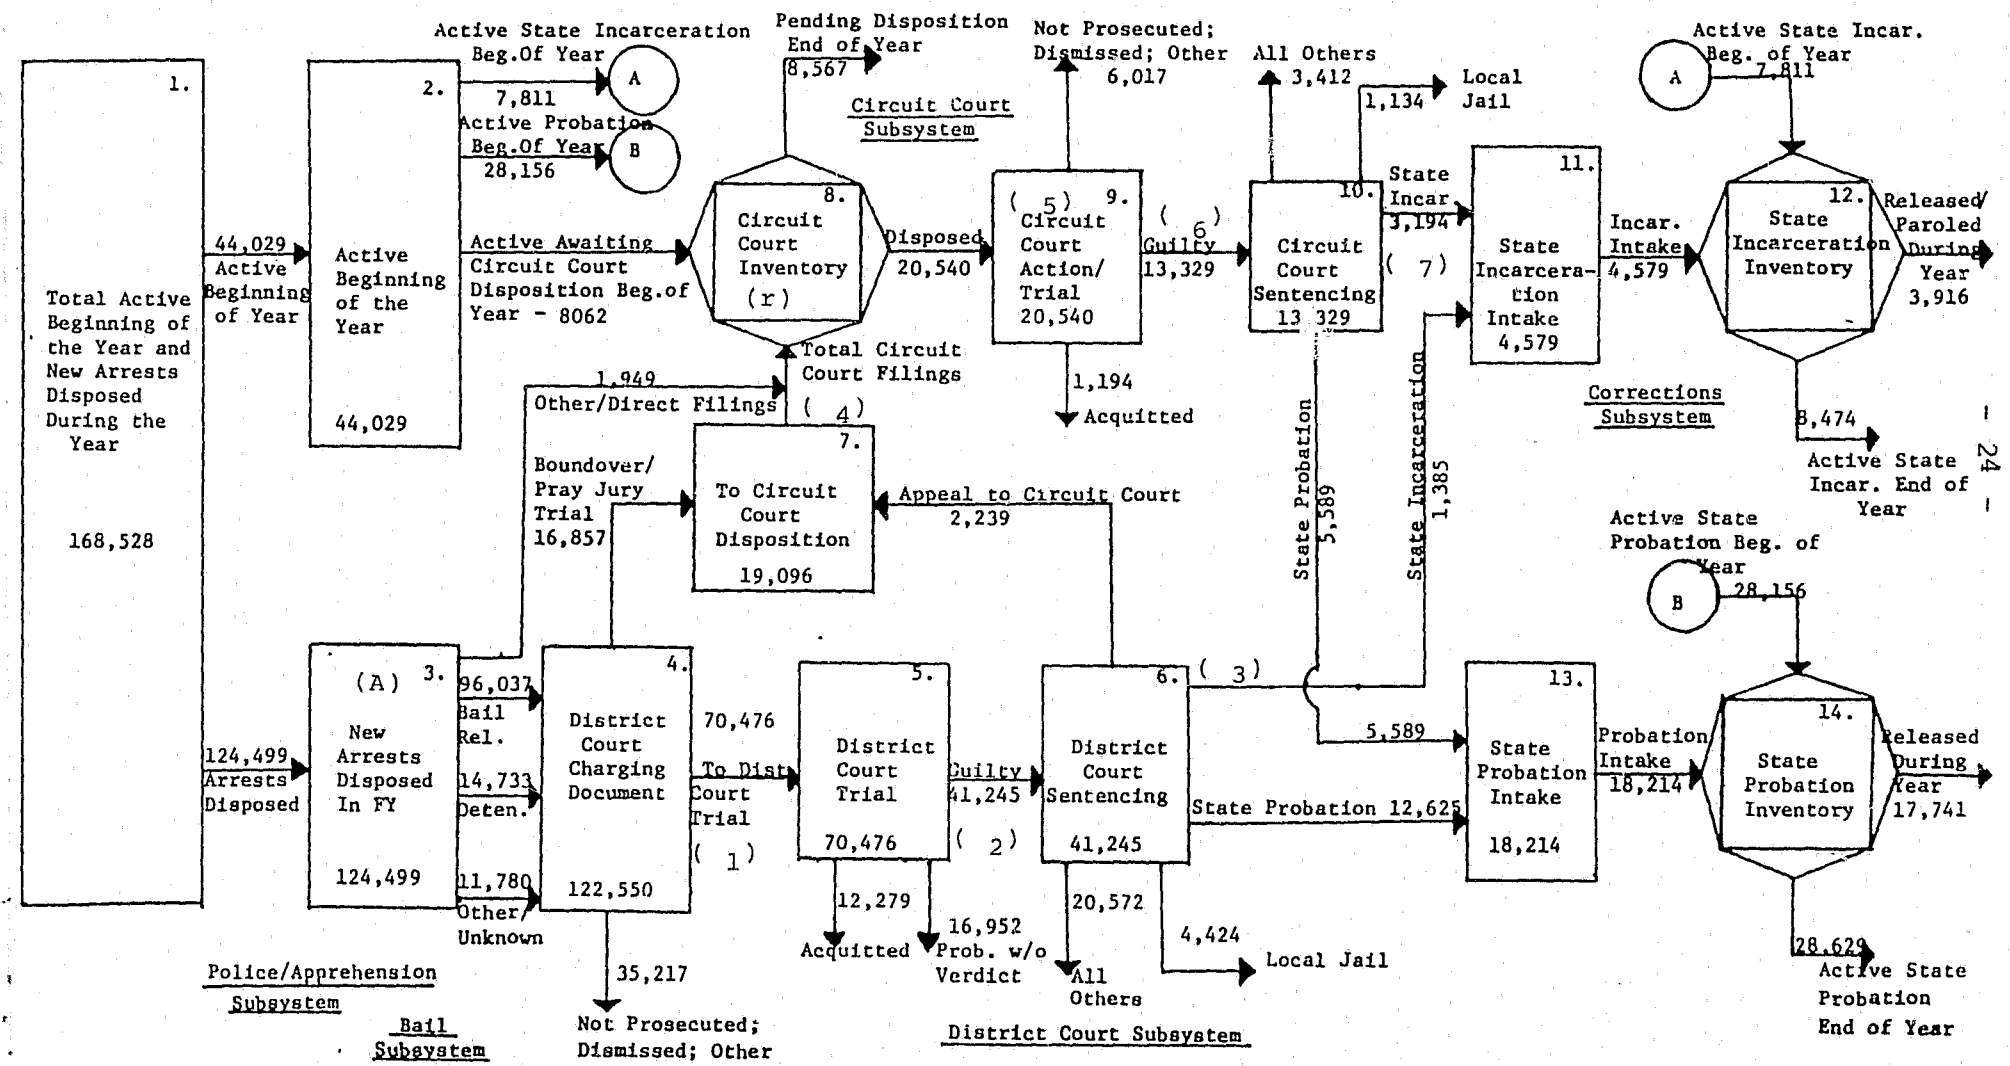 1.
Total Active
Beginning of
the Year and
New Arrests
Disposed
During the
Year
168,528
44,029
Active
Beginning
of Year
124,499
Arrests
Disposed
2.
Active
Beginning
of the
Year
44,029
Active State Incarceration
Beg.Of Year
7,811
A
Active Probation
Beg.Of Year
28,156
B
Active Awaiting
Circuit Court
Disposition Beg.of
Year - 8062
Pending Disposition
End of Year
8,567
Circuit Court
Subsystem
8.
Circuit
Court
Inventory
(r)
Disposed
20,540
Total Circuit
Court Filings
( 4)
1,949
Other/Direct Filings
Not Prosecuted;
Dismissed; Other
6,017
( 5) 9.
Circuit
Court
Action/
Trial
20,540
1,194
Acquitted
( 6)
Guilty
13,329
All Others
3,412
1,134
Local
Jail
10.
Circuit
Court
Sentencing
13 329
State
Incar
3,194
( 7)
State Probation
5,589
State Incarceration
1,385
11.
State
Incarcera-
tion
Intake
4,579
Incar.
Intake
4,579
Active State Incar.
Beg. of Year
7,811
A
12.
State
Incarceration
Inventory
Released/
Paroled
During
Year
3,916
Corrections
Subsystem
8,474
Active State
Incar. End of
Year
- 24 -
Boundover/
Pray Jury
Trial
16,857
7.
To Circuit
Court
Disposition
19,096
Appeal to Circuit Court
2,239
(A) 3.
New
Arrests
Disposed
In FY
124,499
96,037
Bail
Rel.
14,733
Deten.
11,780
Other/
Unknown
4.
District
Court
Charging
Document
122,550
35,217
Not Prosecuted;
Dismissed; Other
70,476
To Dist
Court
Trial
( 1)
5.
District
Court
Trial
70,476
12,279
Acquitted
16,952
Prob. w/o
Verdict
Guilty
41,245
( 2)
6.
District
Court
Sentencing
41,245
20,572
All
Others
4,424
Local Jail
( 3)
State Probation 12,625
5,589
13.
State
Probation
Intake
18,214
Probation
Intake
18,214
Active State
Probation Beg. of
Year
28,156
B
14.
State
Probation
Inventory
Released
During
Year
17,741
28,629
Active State
Probation
End of Year
Police/Apprehension
Subsystem
Bail
Subsystem
District Court Subsystem